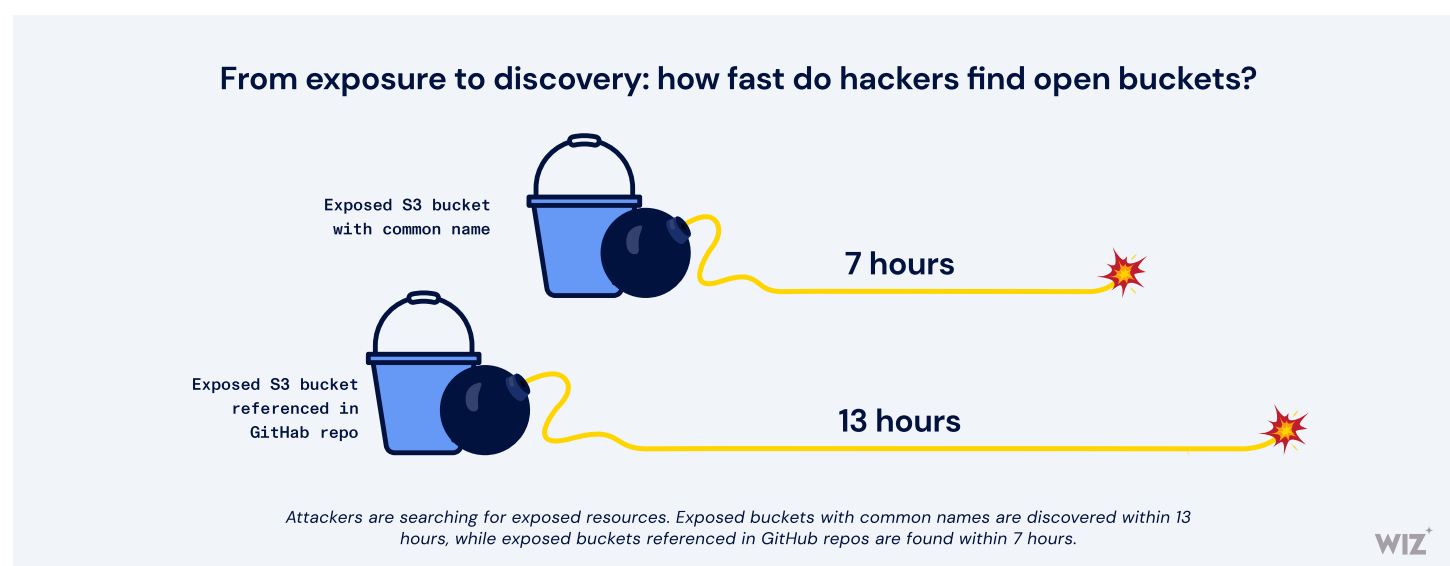 From exposure to discovery: how fast do hackers find open buckets?
Exposed S3 bucket
with common name
7 hours
Exposed S3 bucket
referenced in
GitHab repo
13 hours
Attackers are searching for exposed resources. Exposed buckets with common names are discovered within 13
hours, while exposed buckets referenced in GitHub repos are found within 7 hours.
WIZ